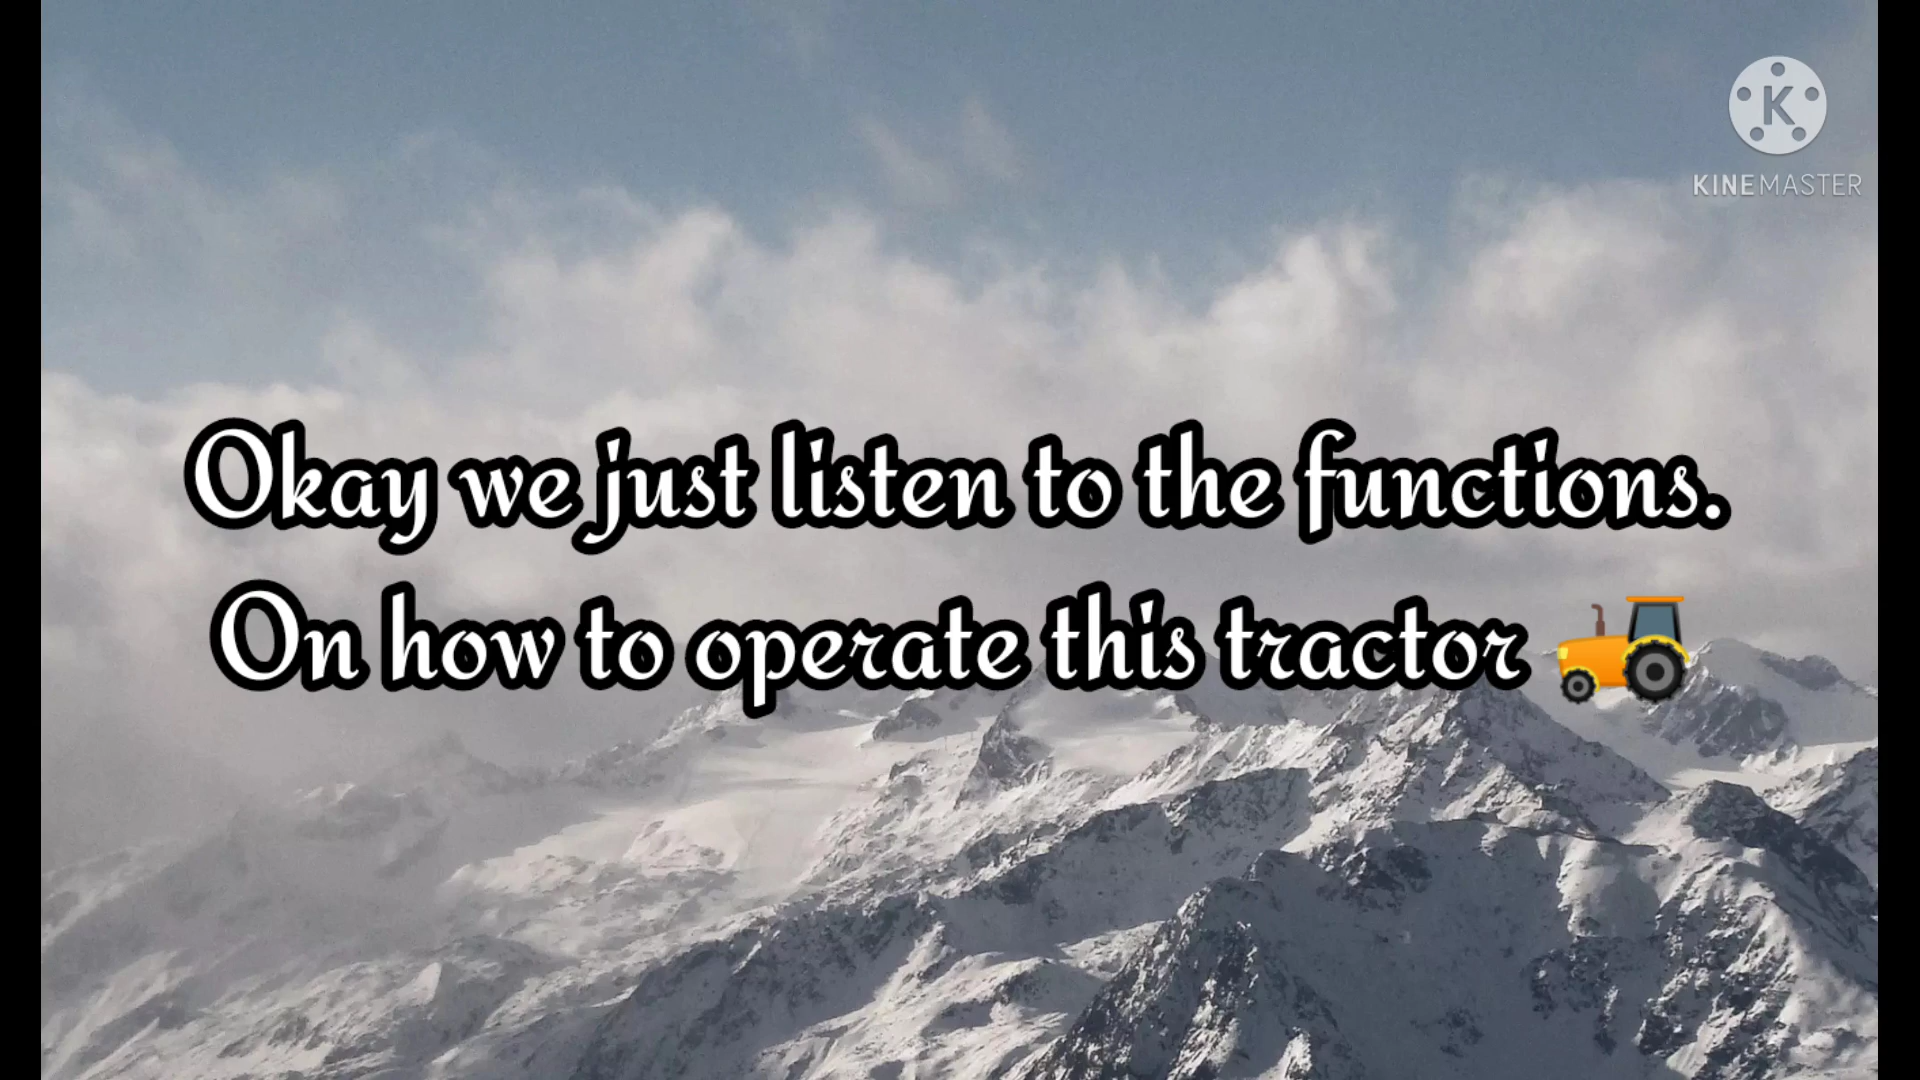 K
KINEMASTER
Okay we just listen to the functions.
On how to operate this tractor 🚜